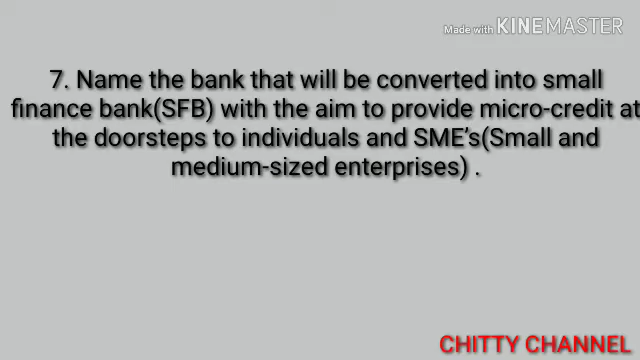 Made with KINEMASTER
7. Name the bank that will be converted into small
finance bank(SFB) with the aim to provide micro-credit at
the doorsteps to individuals and SME's(Small and
medium-sized enterprises) .
CHITTY CHANNEL